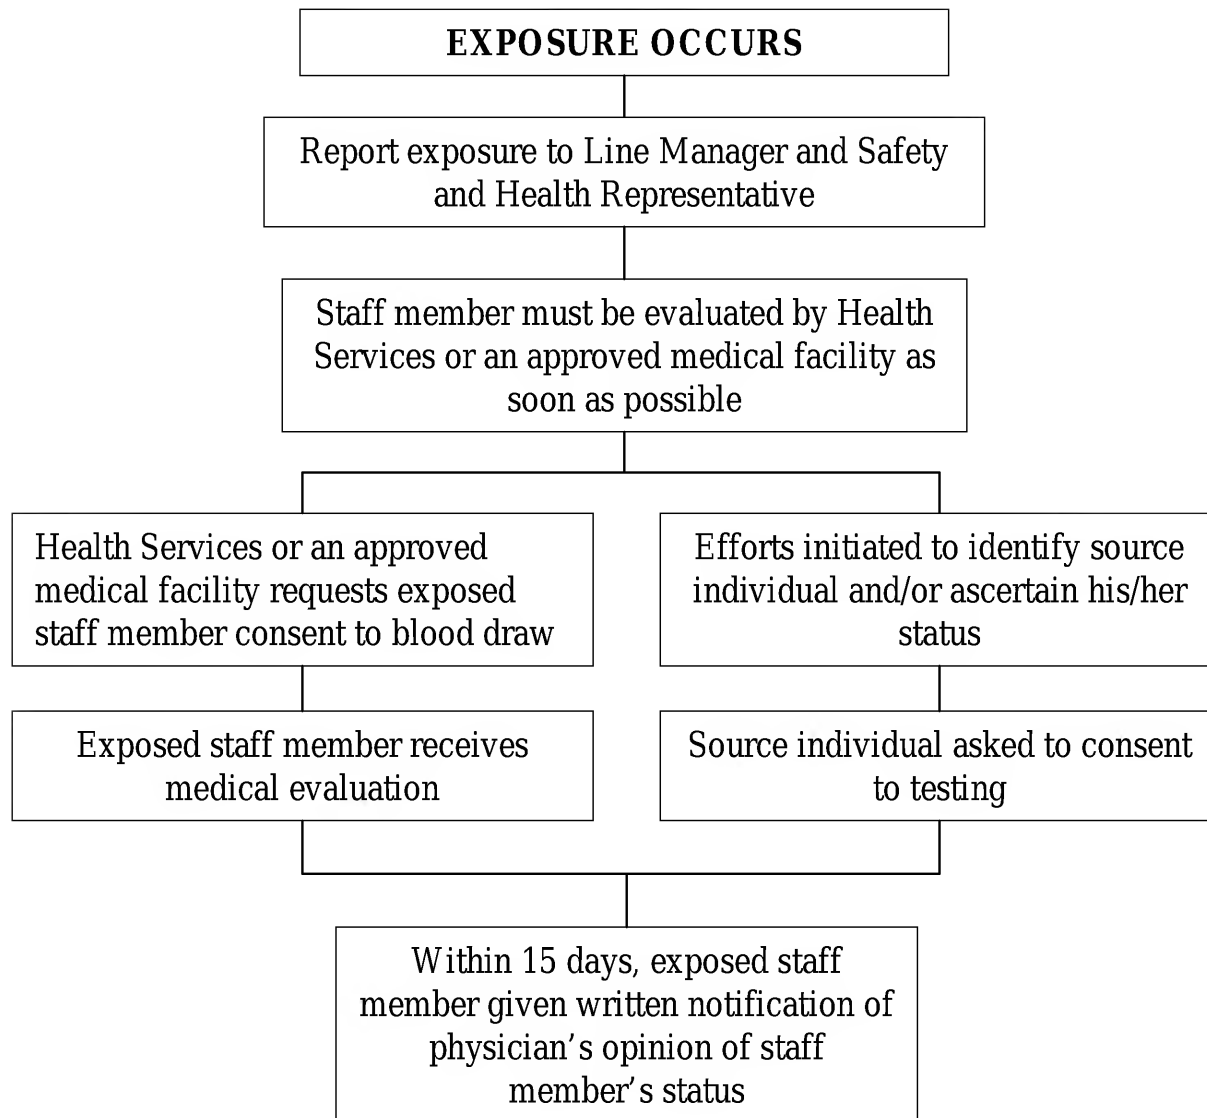 EXPOSURE OCCURS
Report exposure to Line Manager and Safety
and Health Representative
Staff member must be evaluated by Health
Services or an approved medical facility as
soon as possible
Health Services or an approved
medical facility requests exposed
staff member consent to blood draw
Efforts initiated to identify source
individual and/or ascertain his/her
status
Exposed staff member receives
medical evaluation
Source individual asked to consent
to testing
Within 15 days, exposed staff
member given written notification of
physician’s opinion of staff
member’s status